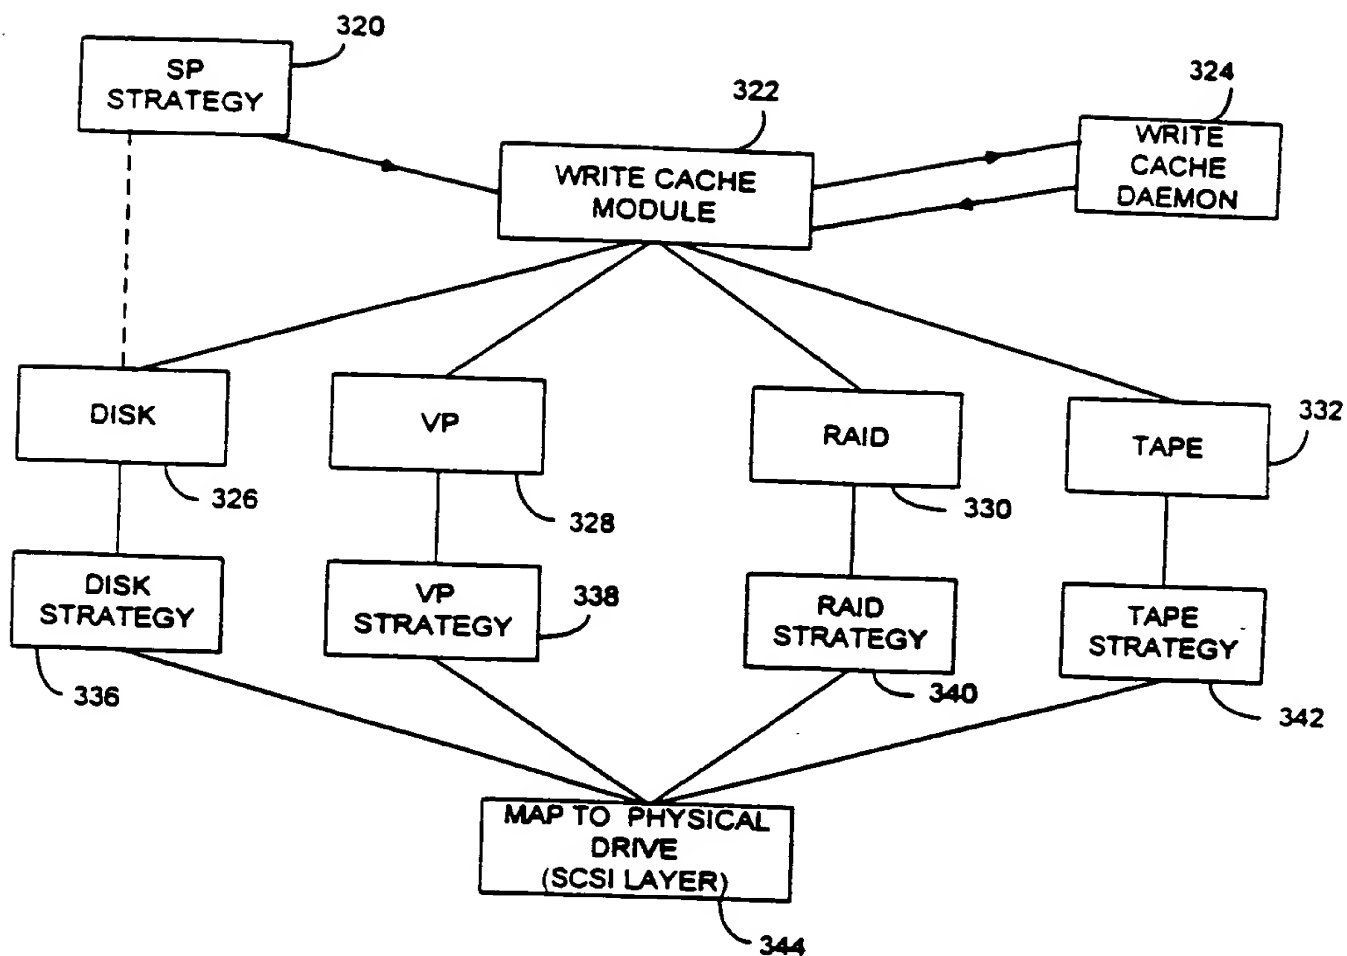 320
SP
STRATEGY
322
WRITE CACHE
MODULE
324
WRITE
CACHE
DAEMON
DISK
326
VP
328
RAID
330
TAPE
332
DISK
STRATEGY
336
VP
STRATEGY
338
RAID
STRATEGY
340
TAPE
STRATEGY
342
MAP TO PHYSICAL
DRIVE
(SCSI LAYER)
344